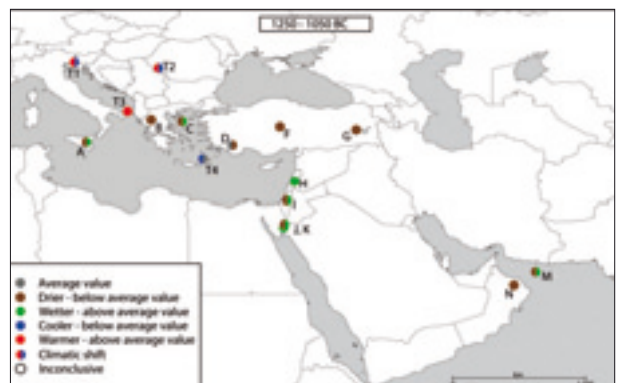 1250 - 1050 BC
T1
T2
T3
B
C
D
F
G
A
T4
H
I
J, K
M
N
Average value
Drier - below average value
Wetter - above average value
Cooler - below average value
Warmer - above average value
Climatic shift
Inconclusive